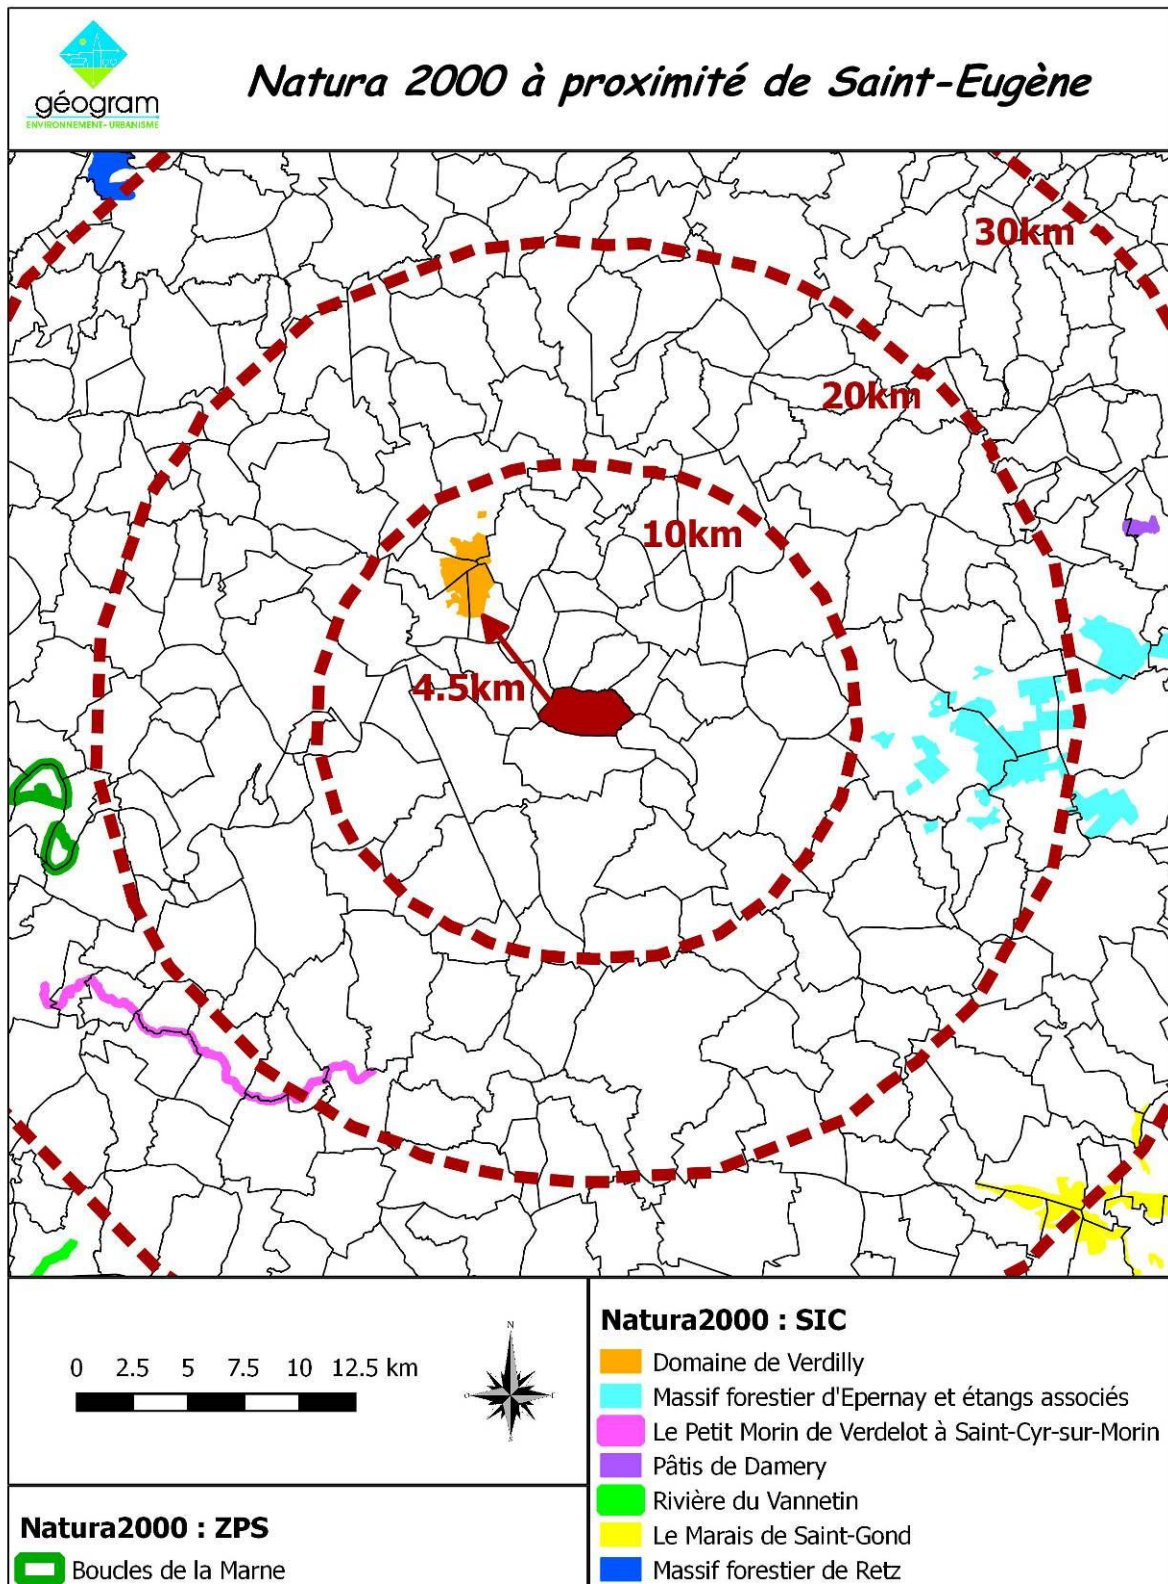 géogram
ENVIRONNEMENT-URBANISME
Natura 2000 à proximité de Saint-Eugène
30km
20km
10km
4.5km
0 2.5 5 7.5 10 12.5 km
N
O
E
S
Natura2000 : ZPS
Boucles de la Marne
Natura2000 : SIC
Domaine de Verdilly
Massif forestier d'Epernay et étangs associés
Le Petit Morin de Verdelot à Saint-Cyr-sur-Morin
Pâtis de Damery
Rivière du Vannetin
Le Marais de Saint-Gond
Massif forestier de Retz